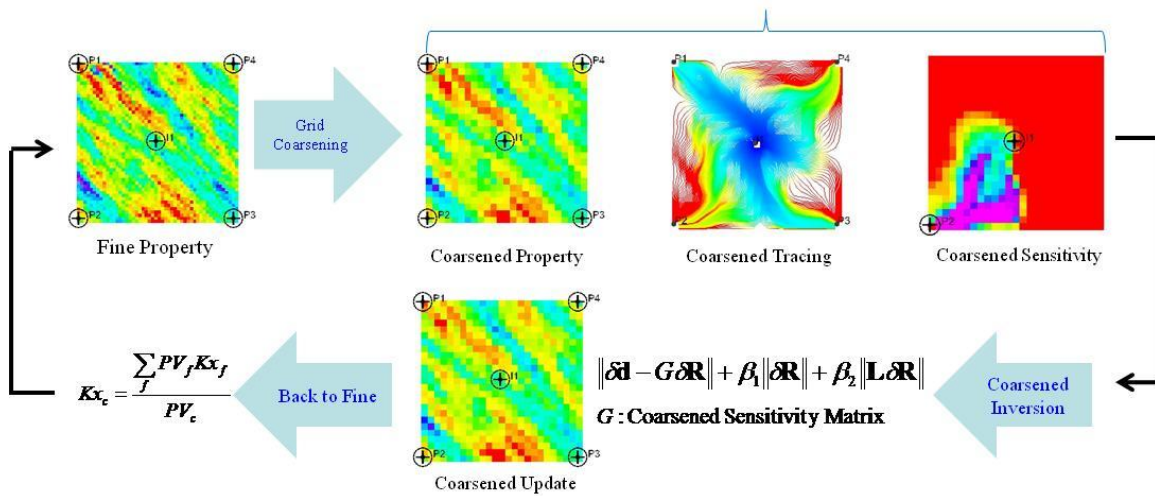 P1
P4
I1
P2
P3
Fine Property
Grid
Coarsening
P1
P4
I1
P2
P3
Coarsened Property
P1
P4
P2
P3
Coarsened Tracing
I1
P2
Coarsened Sensitivity
Kx_c = \frac{\sum_f PV_f Kx_f}{PV_c}
Back to Fine
P1
P4
I1
P2
P3
Coarsened Update
‖δd − GδR‖ + β₁‖δR‖ + β₂‖LδR‖
G : Coarsened Sensitivity Matrix
Coarsened
Inversion